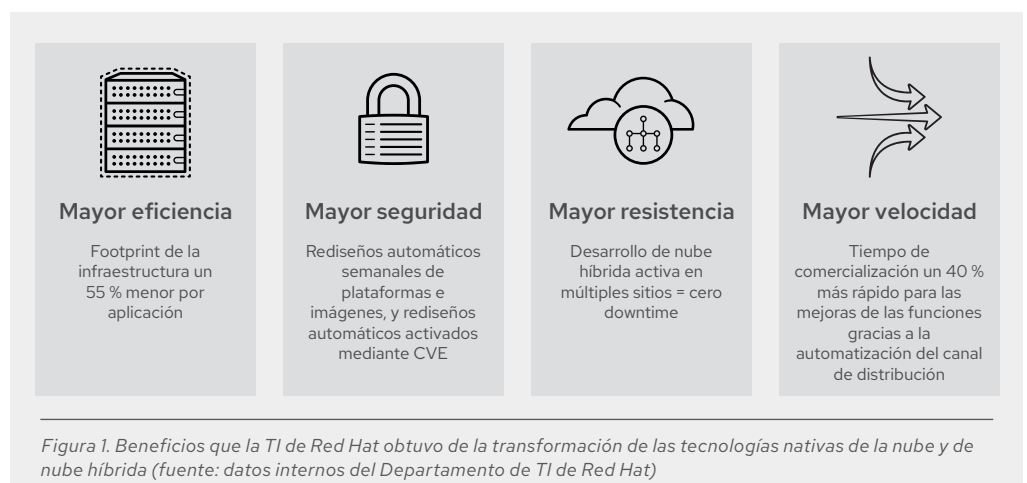 Mayor eficiencia
Footprint de la
infraestructura un
55 % menor por
aplicación
Mayor seguridad
Rediseños automáticos
semanales de
plataformas e
imágenes, y rediseños
automáticos activados
mediante CVE
Mayor resistencia
Desarrollo de nube
híbrida activa en
múltiples sitios = cero
downtime
Mayor velocidad
Tiempo de
comercialización un 40 %
más rápido para las
mejoras de las funciones
gracias a la
automatización del canal
de distribución
Figura 1. Beneficios que la TI de Red Hat obtuvo de la transformación de las tecnologías nativas de la nube y de
nube híbrida (fuente: datos internos del Departamento de TI de Red Hat)